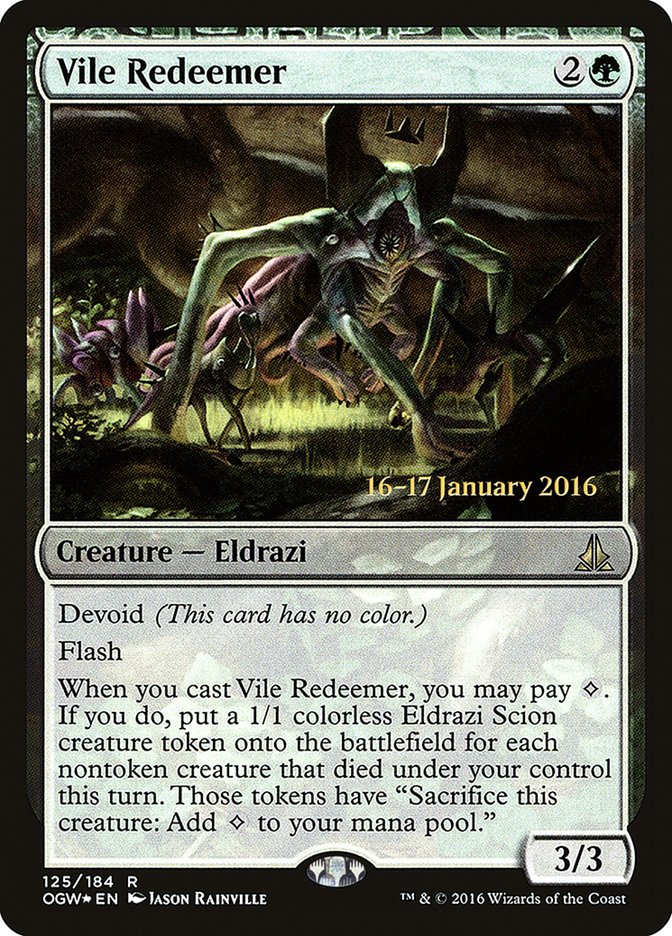 Vile Redeemer 2
16–17 January 2016
Creature — Eldrazi
Devoid (This card has no color.)
Flash
When you cast Vile Redeemer, you may pay ◇.
If you do, put a 1/1 colorless Eldrazi Scion
creature token onto the battlefield for each
nontoken creature that died under your control
this turn. Those tokens have “Sacrifice this
creature: Add ◇ to your mana pool.”
3/3
125/184 R
OGW★EN Jason Rainville ™ & © 2016 Wizards of the Coast